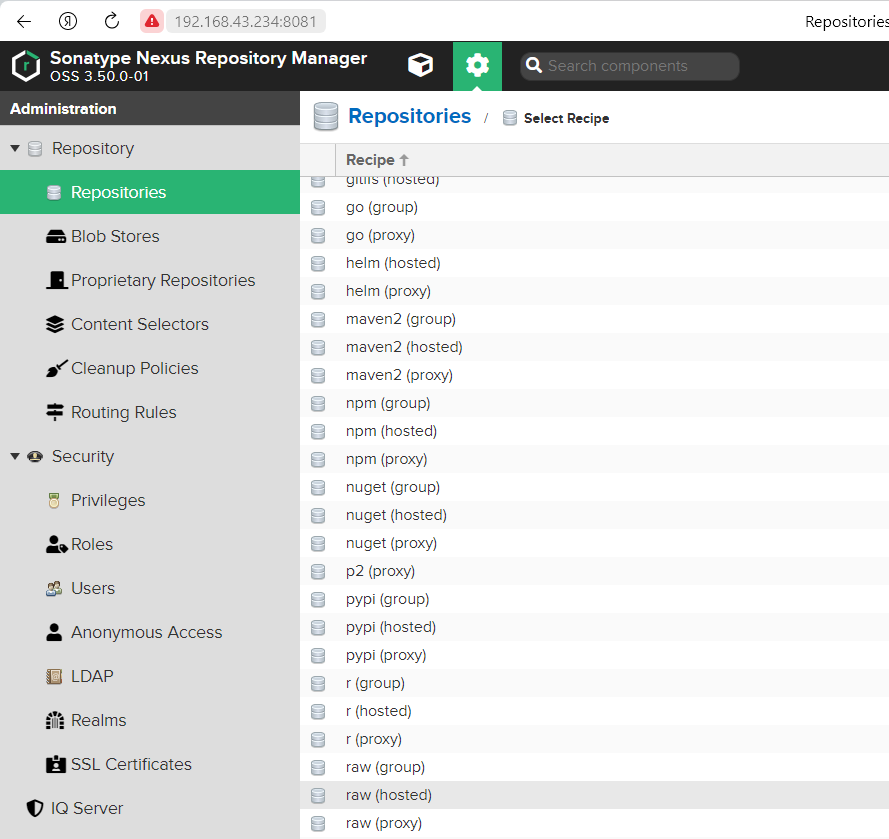 192.168.43.234:8081
Repositories
Sonatype Nexus Repository Manager
OSS 3.50.0-01
Search components
Administration
Repository
Repositories
Blob Stores
Proprietary Repositories
Content Selectors
Cleanup Policies
Routing Rules
Security
Privileges
Roles
Users
Anonymous Access
LDAP
Realms
SSL Certificates
IQ Server
Repositories / Select Recipe
Recipe
gitlfs (hosted)
go (group)
go (proxy)
helm (hosted)
helm (proxy)
maven2 (group)
maven2 (hosted)
maven2 (proxy)
npm (group)
npm (hosted)
npm (proxy)
nuget (group)
nuget (hosted)
nuget (proxy)
p2 (proxy)
pypi (group)
pypi (hosted)
pypi (proxy)
r (group)
r (hosted)
r (proxy)
raw (group)
raw (hosted)
raw (proxy)